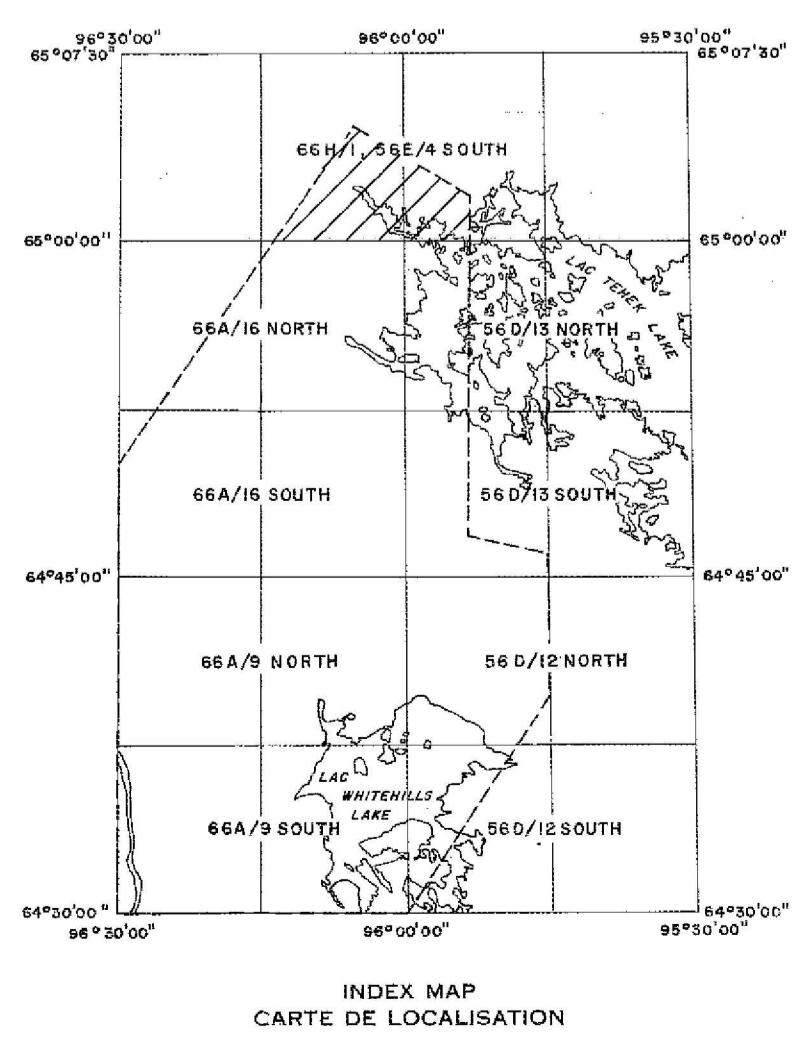 96°30'00" 96°00'00" 95°30'00"
65°07'30" 65°07'30"
66H/1, 56E/4 SOUTH
65°00'00" 65°00'00"
LAC TEHEK LAKE
66A/16 NORTH 56D/13 NORTH
66A/16 SOUTH 56D/13 SOUTH
64°45'00" 64°45'00"
66A/9 NORTH 56D/12 NORTH
LAC
WHITEHILLS
LAKE
66A/9 SOUTH 56D/12 SOUTH
64°30'00" 64°30'00"
96°30'00" 96°00'00" 95°30'00"
INDEX MAP
CARTE DE LOCALISATION